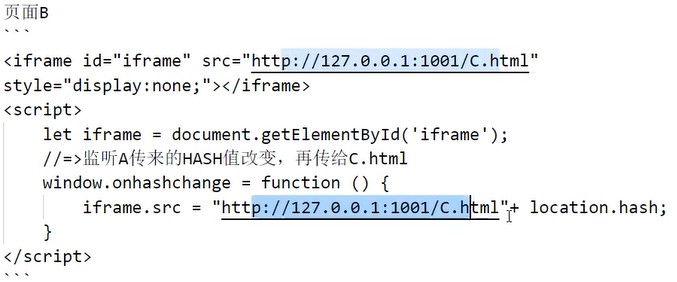 页面B
```
<iframe id="iframe" src="http://127.0.0.1:1001/C.html"
style="display:none;"></iframe>
<script>
    let iframe = document.getElementById('iframe');
    //=>监听A传来的HASH值改变，再传给C.html
    window.onhashchange = function () {
        iframe.src = "http://127.0.0.1:1001/C.html"+ location.hash;
    }
</script>
```